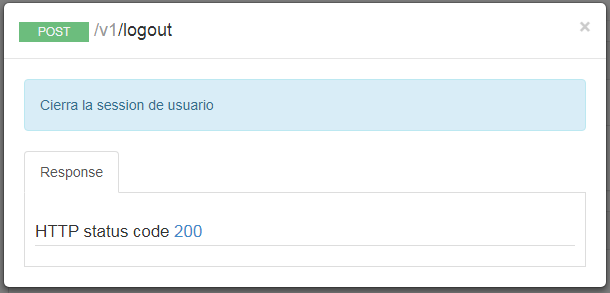 POST /v1/logout ×
Cierra la session de usuario
Response
HTTP status code 200